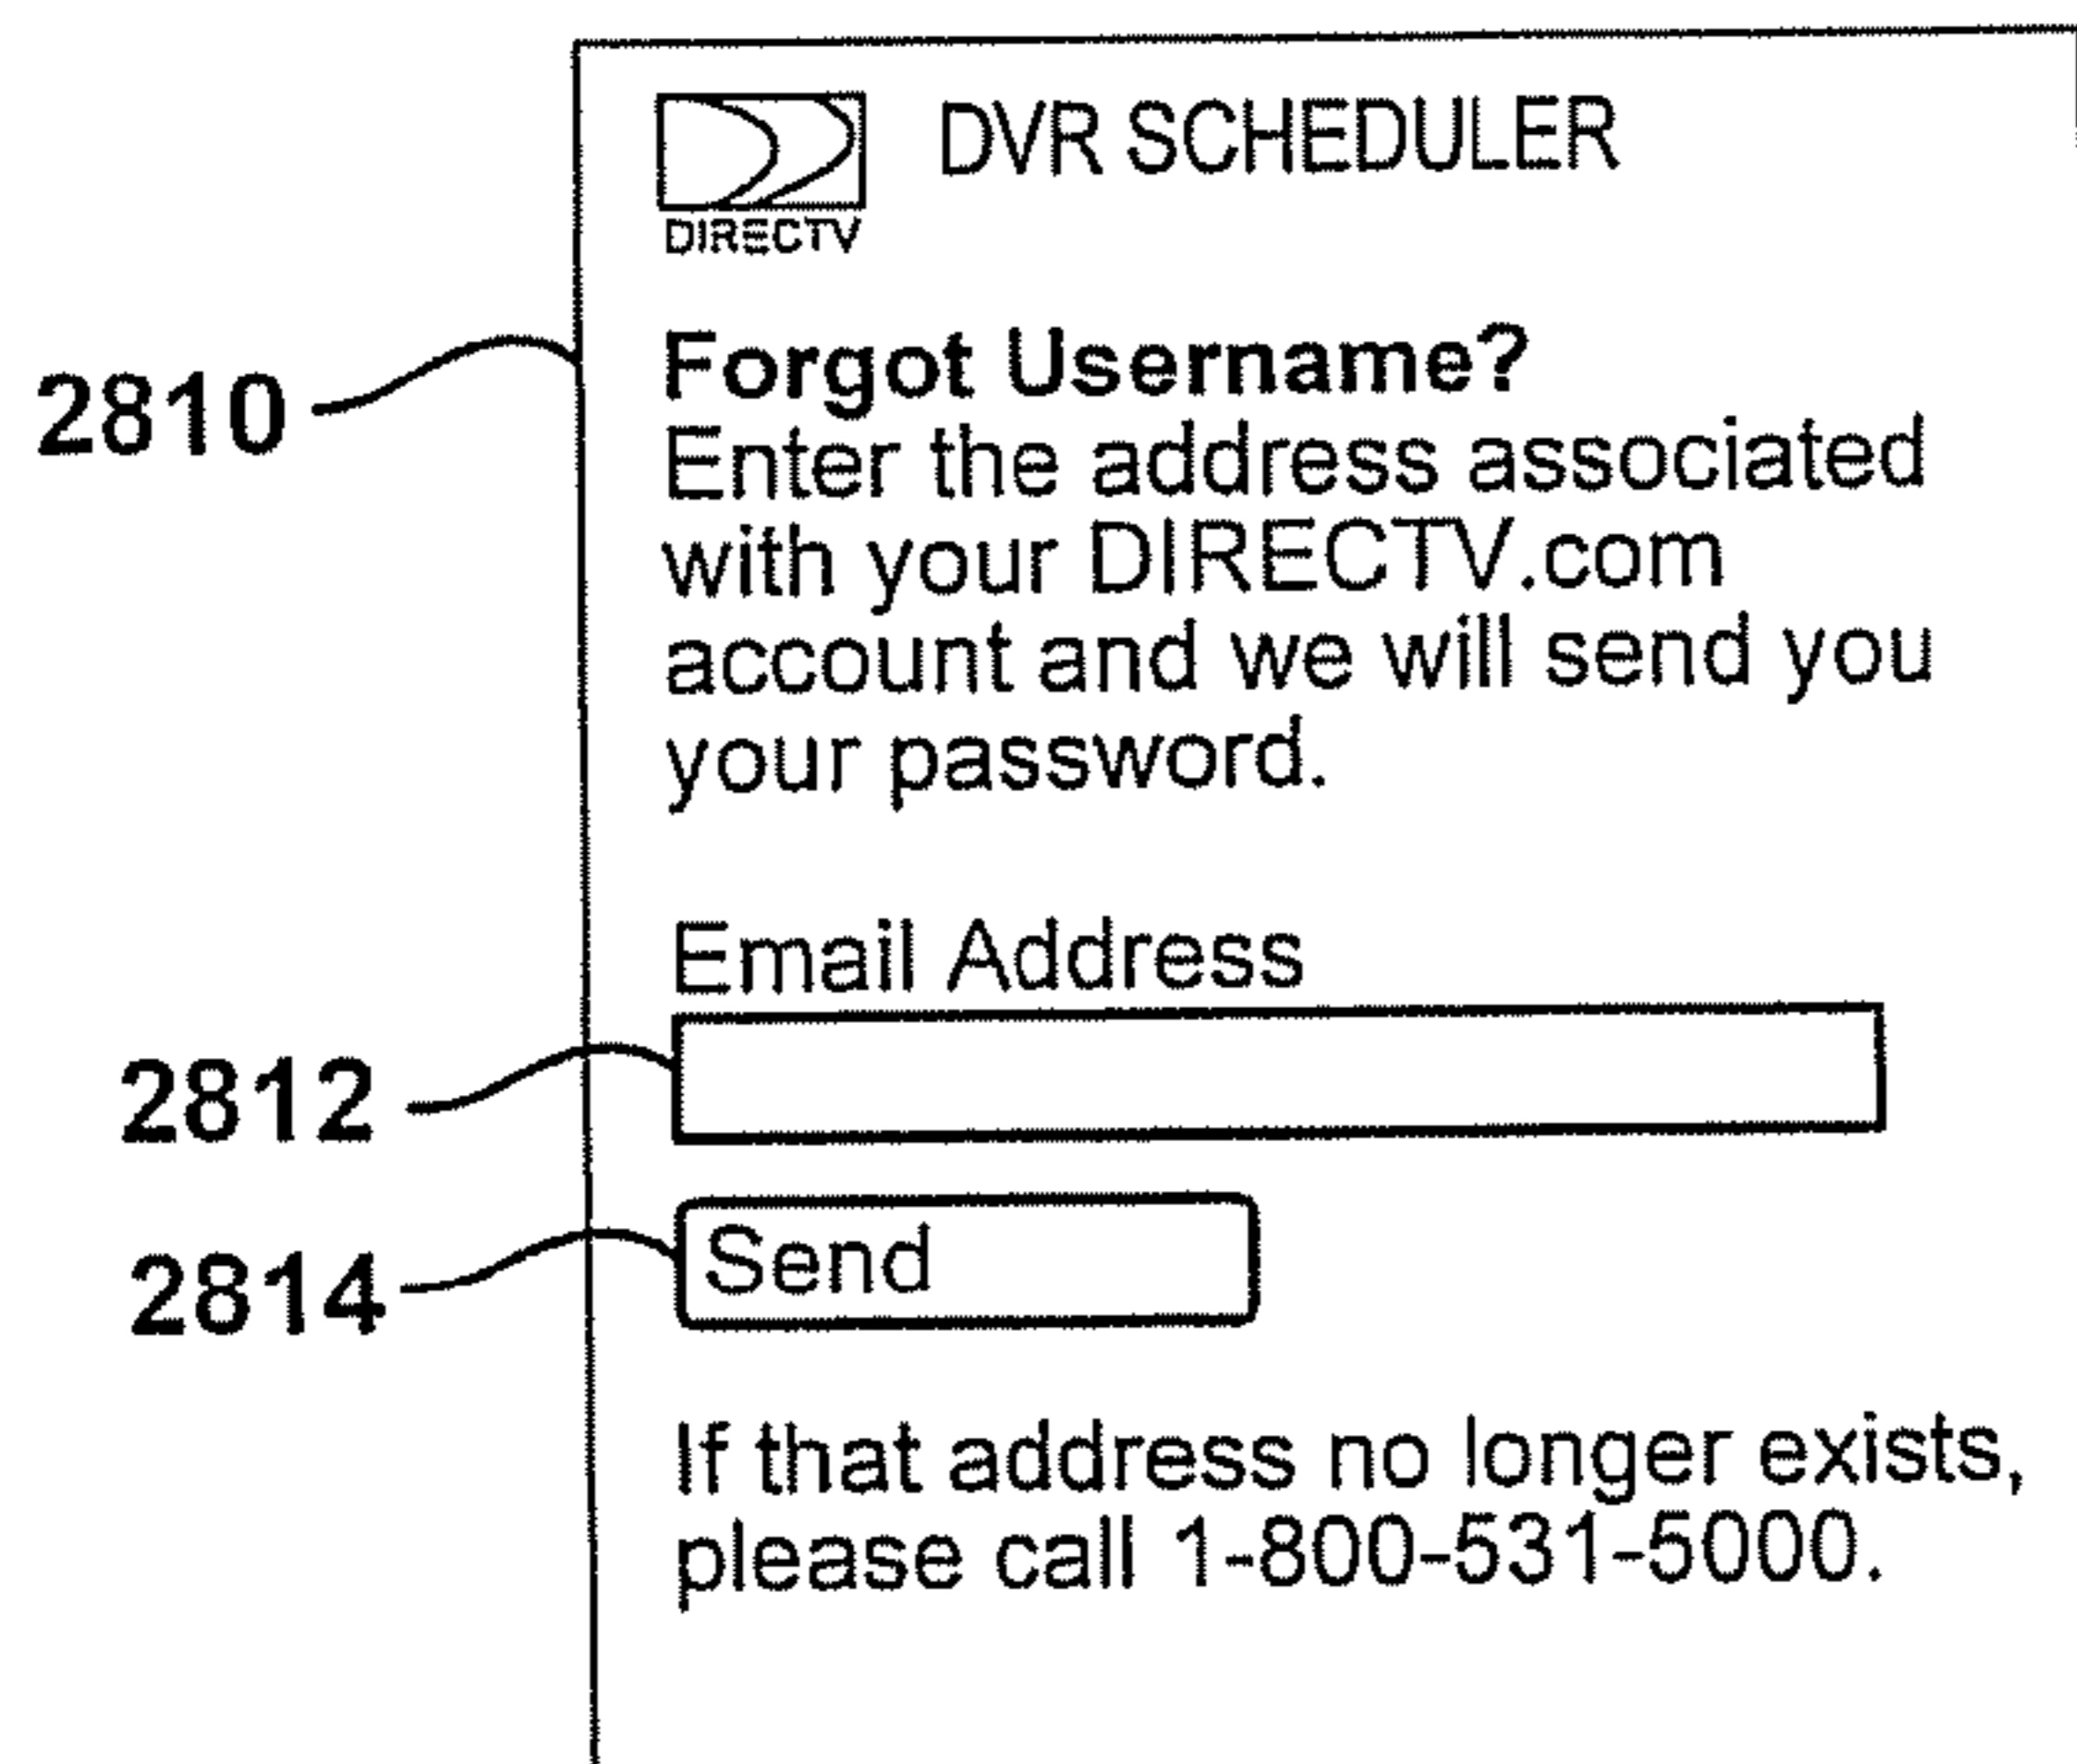 DVR SCHEDULER
DIRECTV
2810
Forgot Username?
Enter the address associated
with your DIRECTV.com
account and we will send you
your password.
Email Address
2812
2814
Send
If that address no longer exists,
please call 1-800-531-5000.